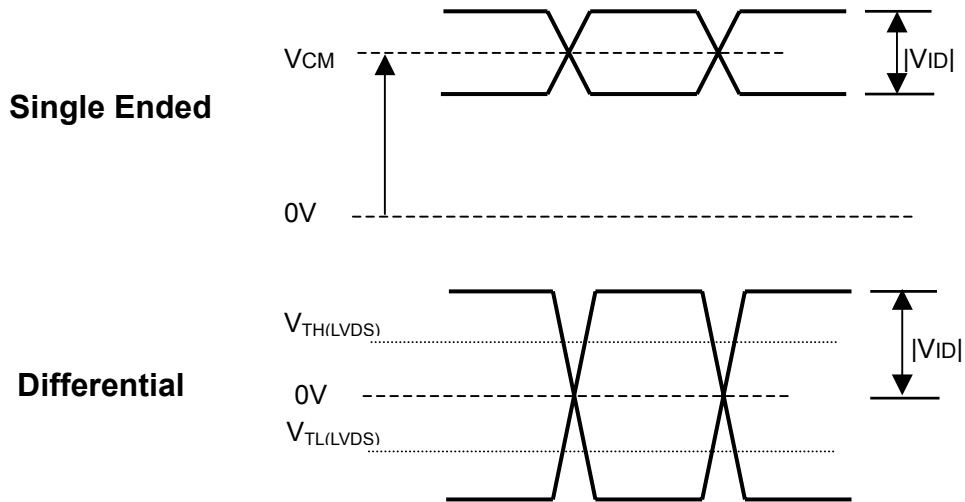 VCM
|VID|
Single Ended
0V
VTH(LVDS)
|VID|
Differential
0V
VTL(LVDS)